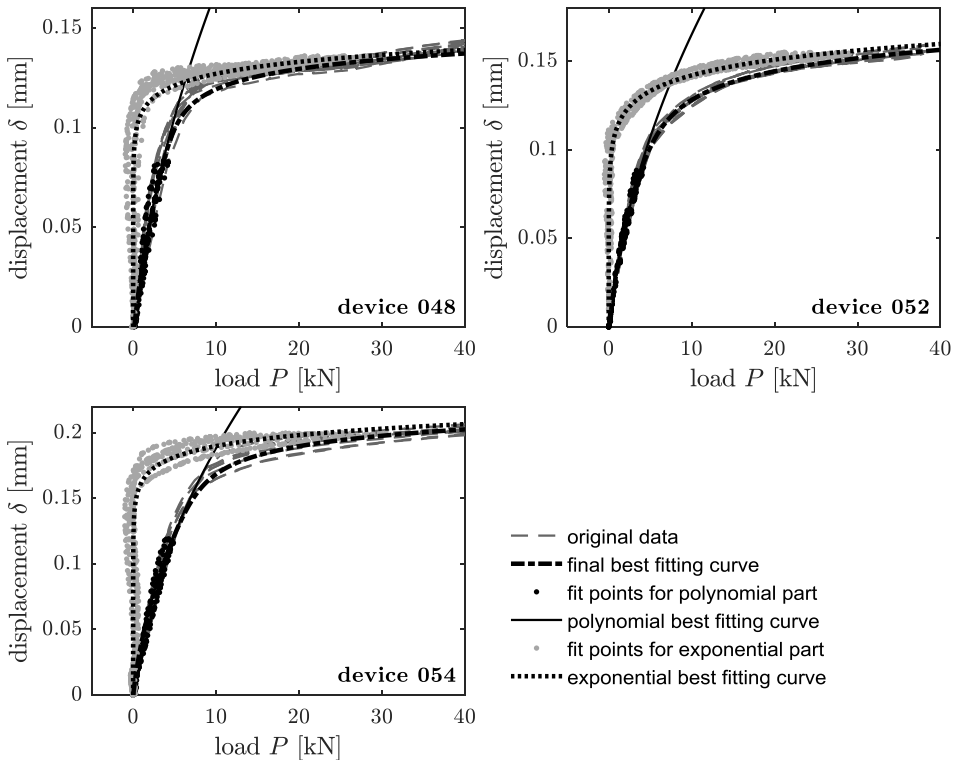 0.15
0.1
0.05
0
displacement δ [mm]
device 048
0 10 20 30 40
load P [kN]
0.15
0.1
0.05
0
displacement δ [mm]
device 052
0 10 20 30 40
load P [kN]
0.2
0.15
0.1
0.05
0
displacement δ [mm]
device 054
0 10 20 30 40
load P [kN]
original data
final best fitting curve
fit points for polynomial part
polynomial best fitting curve
fit points for exponential part
exponential best fitting curve